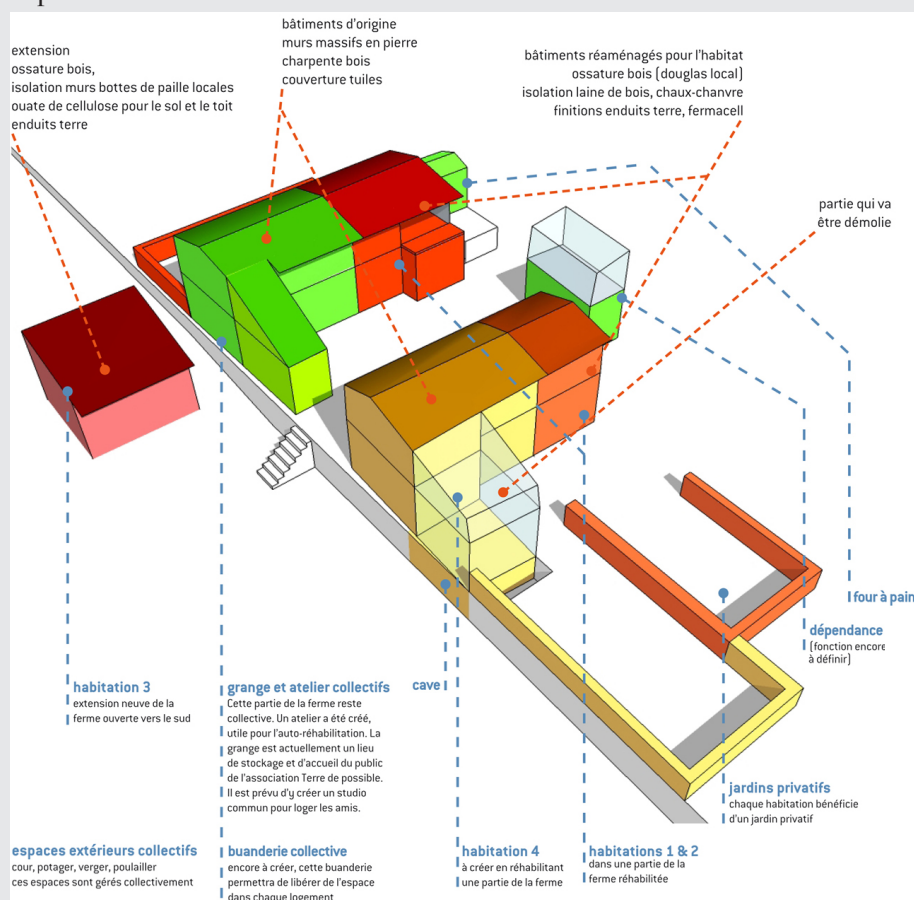 extension
ossature bois,
isolation murs bottes de paille locales
ouate de cellulose pour le sol et le toit
enduits terre
bâtiments d'origine
murs massifs en pierre
charpente bois
couverture tuiles
bâtiments réaménagés pour l'habitat
ossature bois (douglas local)
isolation laine de bois, chaux-chanvre
finitions enduits terre, fermacell
partie qui va
être démolie
four à pain
dépendance
(fonction encore
à définir)
habitation 3
extension neuve de la
ferme ouverte vers le sud
grange et atelier collectifs
Cette partie de la ferme reste
collective. Un atelier a été créé,
utile pour l'auto-réhabilitation. La
grange est actuellement un lieu
de stockage et d'accueil du public
de l'association Terre de possible.
Il est prévu d'y créer un studio
commun pour loger les amis.
cave
jardins privatifs
chaque habitation bénéficie
d'un jardin privatif
espaces extérieurs collectifs
cour, potager, verger, poulailler
ces espaces sont gérés collectivement
buanderie collective
encore à créer, cette buanderie
permettra de libérer de l'espace
dans chaque logement
habitation 4
à créer en réhabilitant
une partie de la ferme
habitations 1 & 2
dans une partie de la
ferme réhabilitée